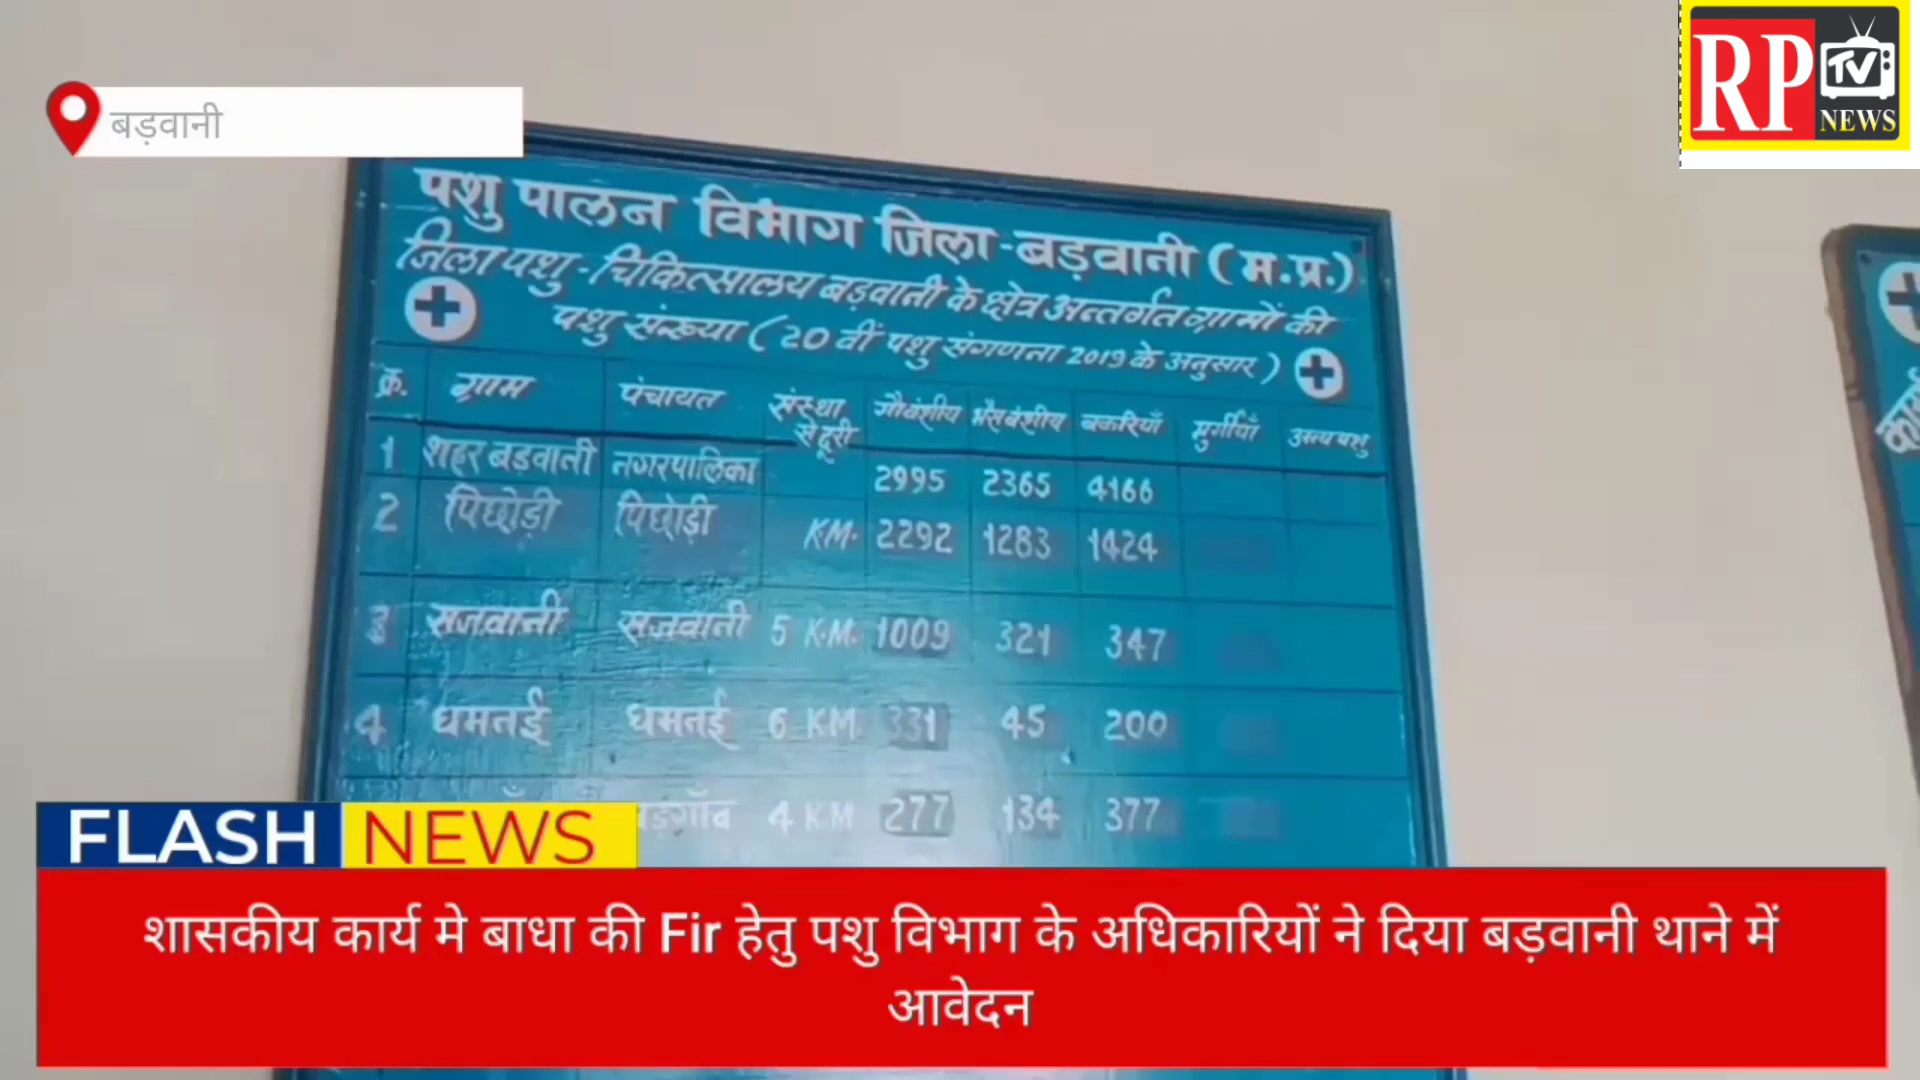 RP TV NEWS
बड़वानी
पशु पालन विभाग जिला-बड़वानी (म.प्र.)
जिला पशु-चिकित्सालय बड़वानी के क्षेत्र अन्तर्गत ग्रामों की
पशु संख्या (20 वीं पशु संगणना 2019 के अनुसार)
क्र. ग्राम पंचायत संस्था से दूरी गौवंशीय भैंसवंशीय बकरियाँ मुर्गीयाँ अन्य पशु
1 शहर बडवानी नगरपालिका 2995 2365 4166
2 पिछोड़ी पिछोड़ी K.M. 2292 1283 1424
3 सजवानी सजवानी 5 K.M. 1009 321 347
4 धमनई धमनई 6 KM. 331 45 200
4 KM 277 134 377
FLASH NEWS
शासकीय कार्य मे बाधा की Fir हेतु पशु विभाग के अधिकारियों ने दिया बड़वानी थाने में
आवेदन